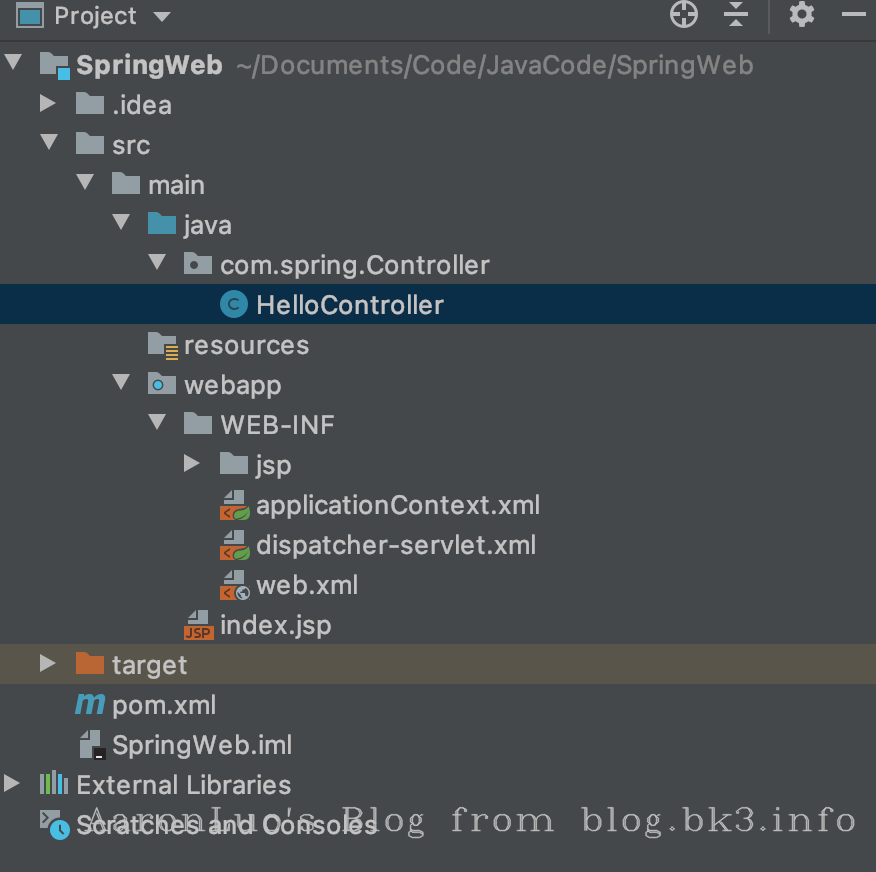 Project
SpringWeb ~/Documents/Code/JavaCode/SpringWeb
.idea
src
main
java
com.spring.Controller
C HelloController
resources
webapp
WEB-INF
jsp
applicationContext.xml
dispatcher-servlet.xml
web.xml
JSP index.jsp
target
m pom.xml
SpringWeb.iml
External Libraries
Scratches and Consoles
AaronLuo's Blog from blog.bk3.info